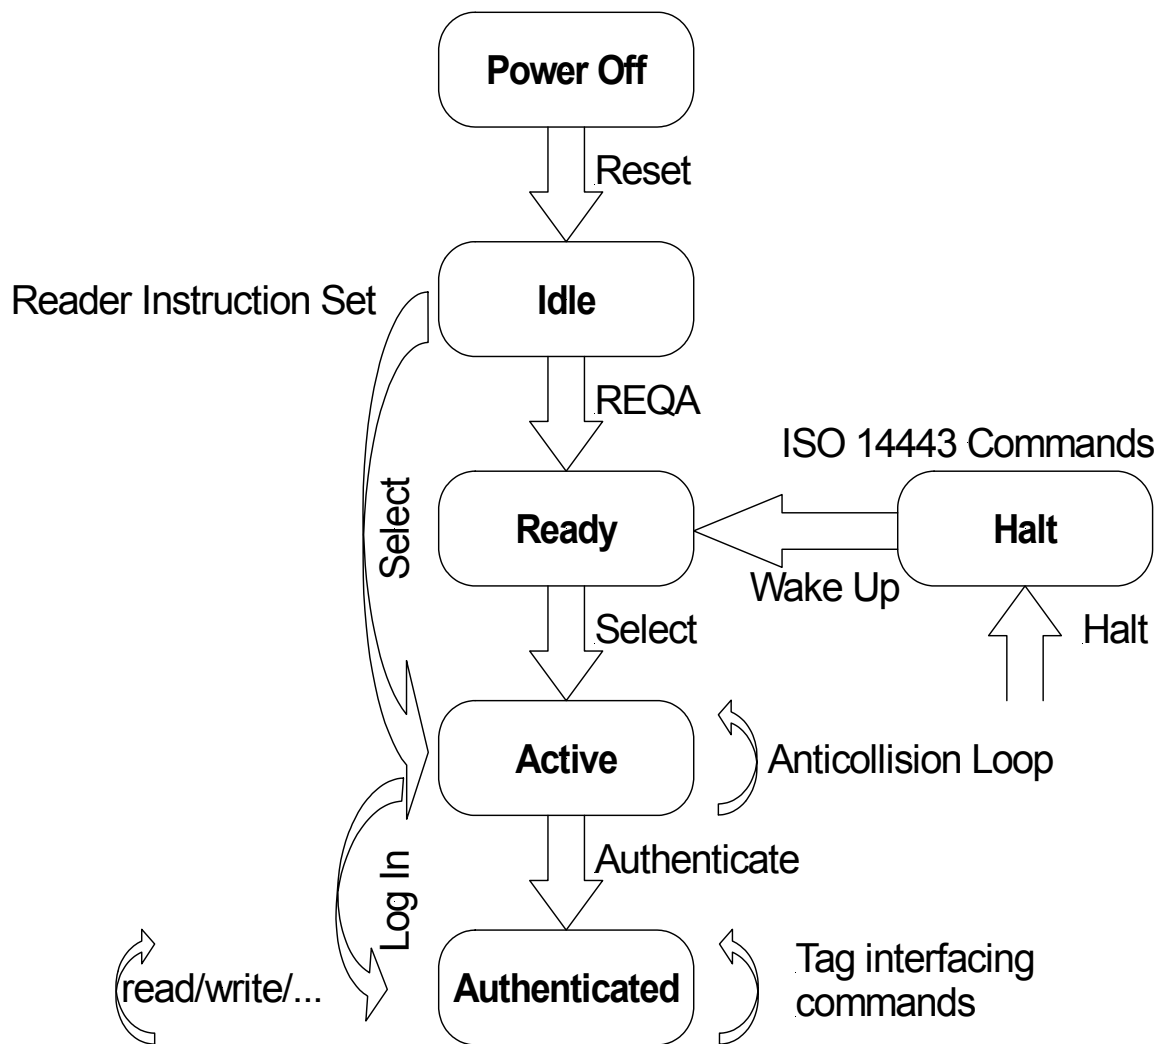 Power Off
Reset
Reader Instruction Set
Idle
REQA
ISO 14443 Commands
Select
Ready
Halt
Wake Up
Select
Halt
Active
Anticollision Loop
Log In
Authenticate
read/write/...
Authenticated
Tag interfacing
commands